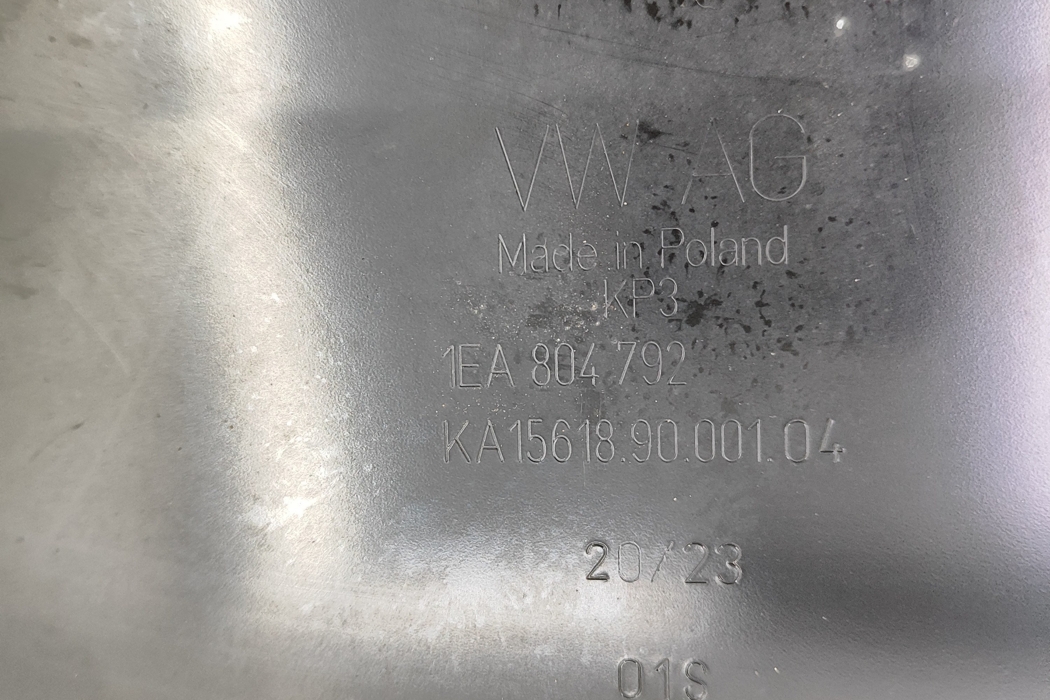 VW AG
Made in Poland
KP3
1EA 804 792
KA15618.90.001.04
20/23
01S